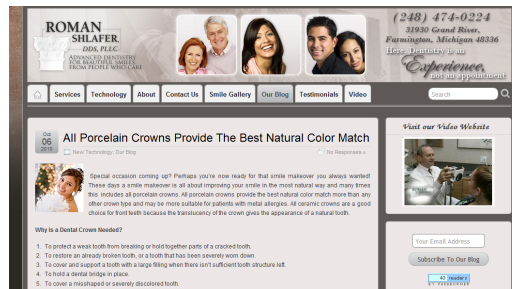 ROMAN
SHLAFER,
DDS, PLLC
ADVANCED DENTISTRY
FOR BEAUTIFUL SMILES
FROM PEOPLE WHO CARE
(248) 474-0224
31930 Grand River,
Farmington, Michigan 48336
Here, Dentistry is an
Experience,
not an appointment
Services Technology About Contact Us Smile Gallery Our Blog Testimonials Video
Search
Oct
06
2010
All Porcelain Crowns Provide The Best Natural Color Match
New Technology, Our Blog
No Responses »
Special occasion coming up? Perhaps you're now ready for that smile makeover you always wanted!
These days a smile makeover is all about improving your smile in the most natural way and many times
this includes all porcelain crowns. All porcelain crowns provide the best natural color match more than any
other crown type and may be more suitable for patients with metal allergies. All ceramic crowns are a good
choice for front teeth because the translucency of the crown gives the appearance of a natural tooth.
Why Is a Dental Crown Needed?
1. To protect a weak tooth from breaking or hold together parts of a cracked tooth.
2. To restore an already broken tooth, or a tooth that has been severely worn down.
3. To cover and support a tooth with a large filling when there isn't sufficient tooth structure left.
4. To hold a dental bridge in place.
5. To cover a misshaped or severely discolored tooth.
Visit our Video Website
Your Email Address
Subscribe To Our Blog
40 readers
BY FEEDBURNER